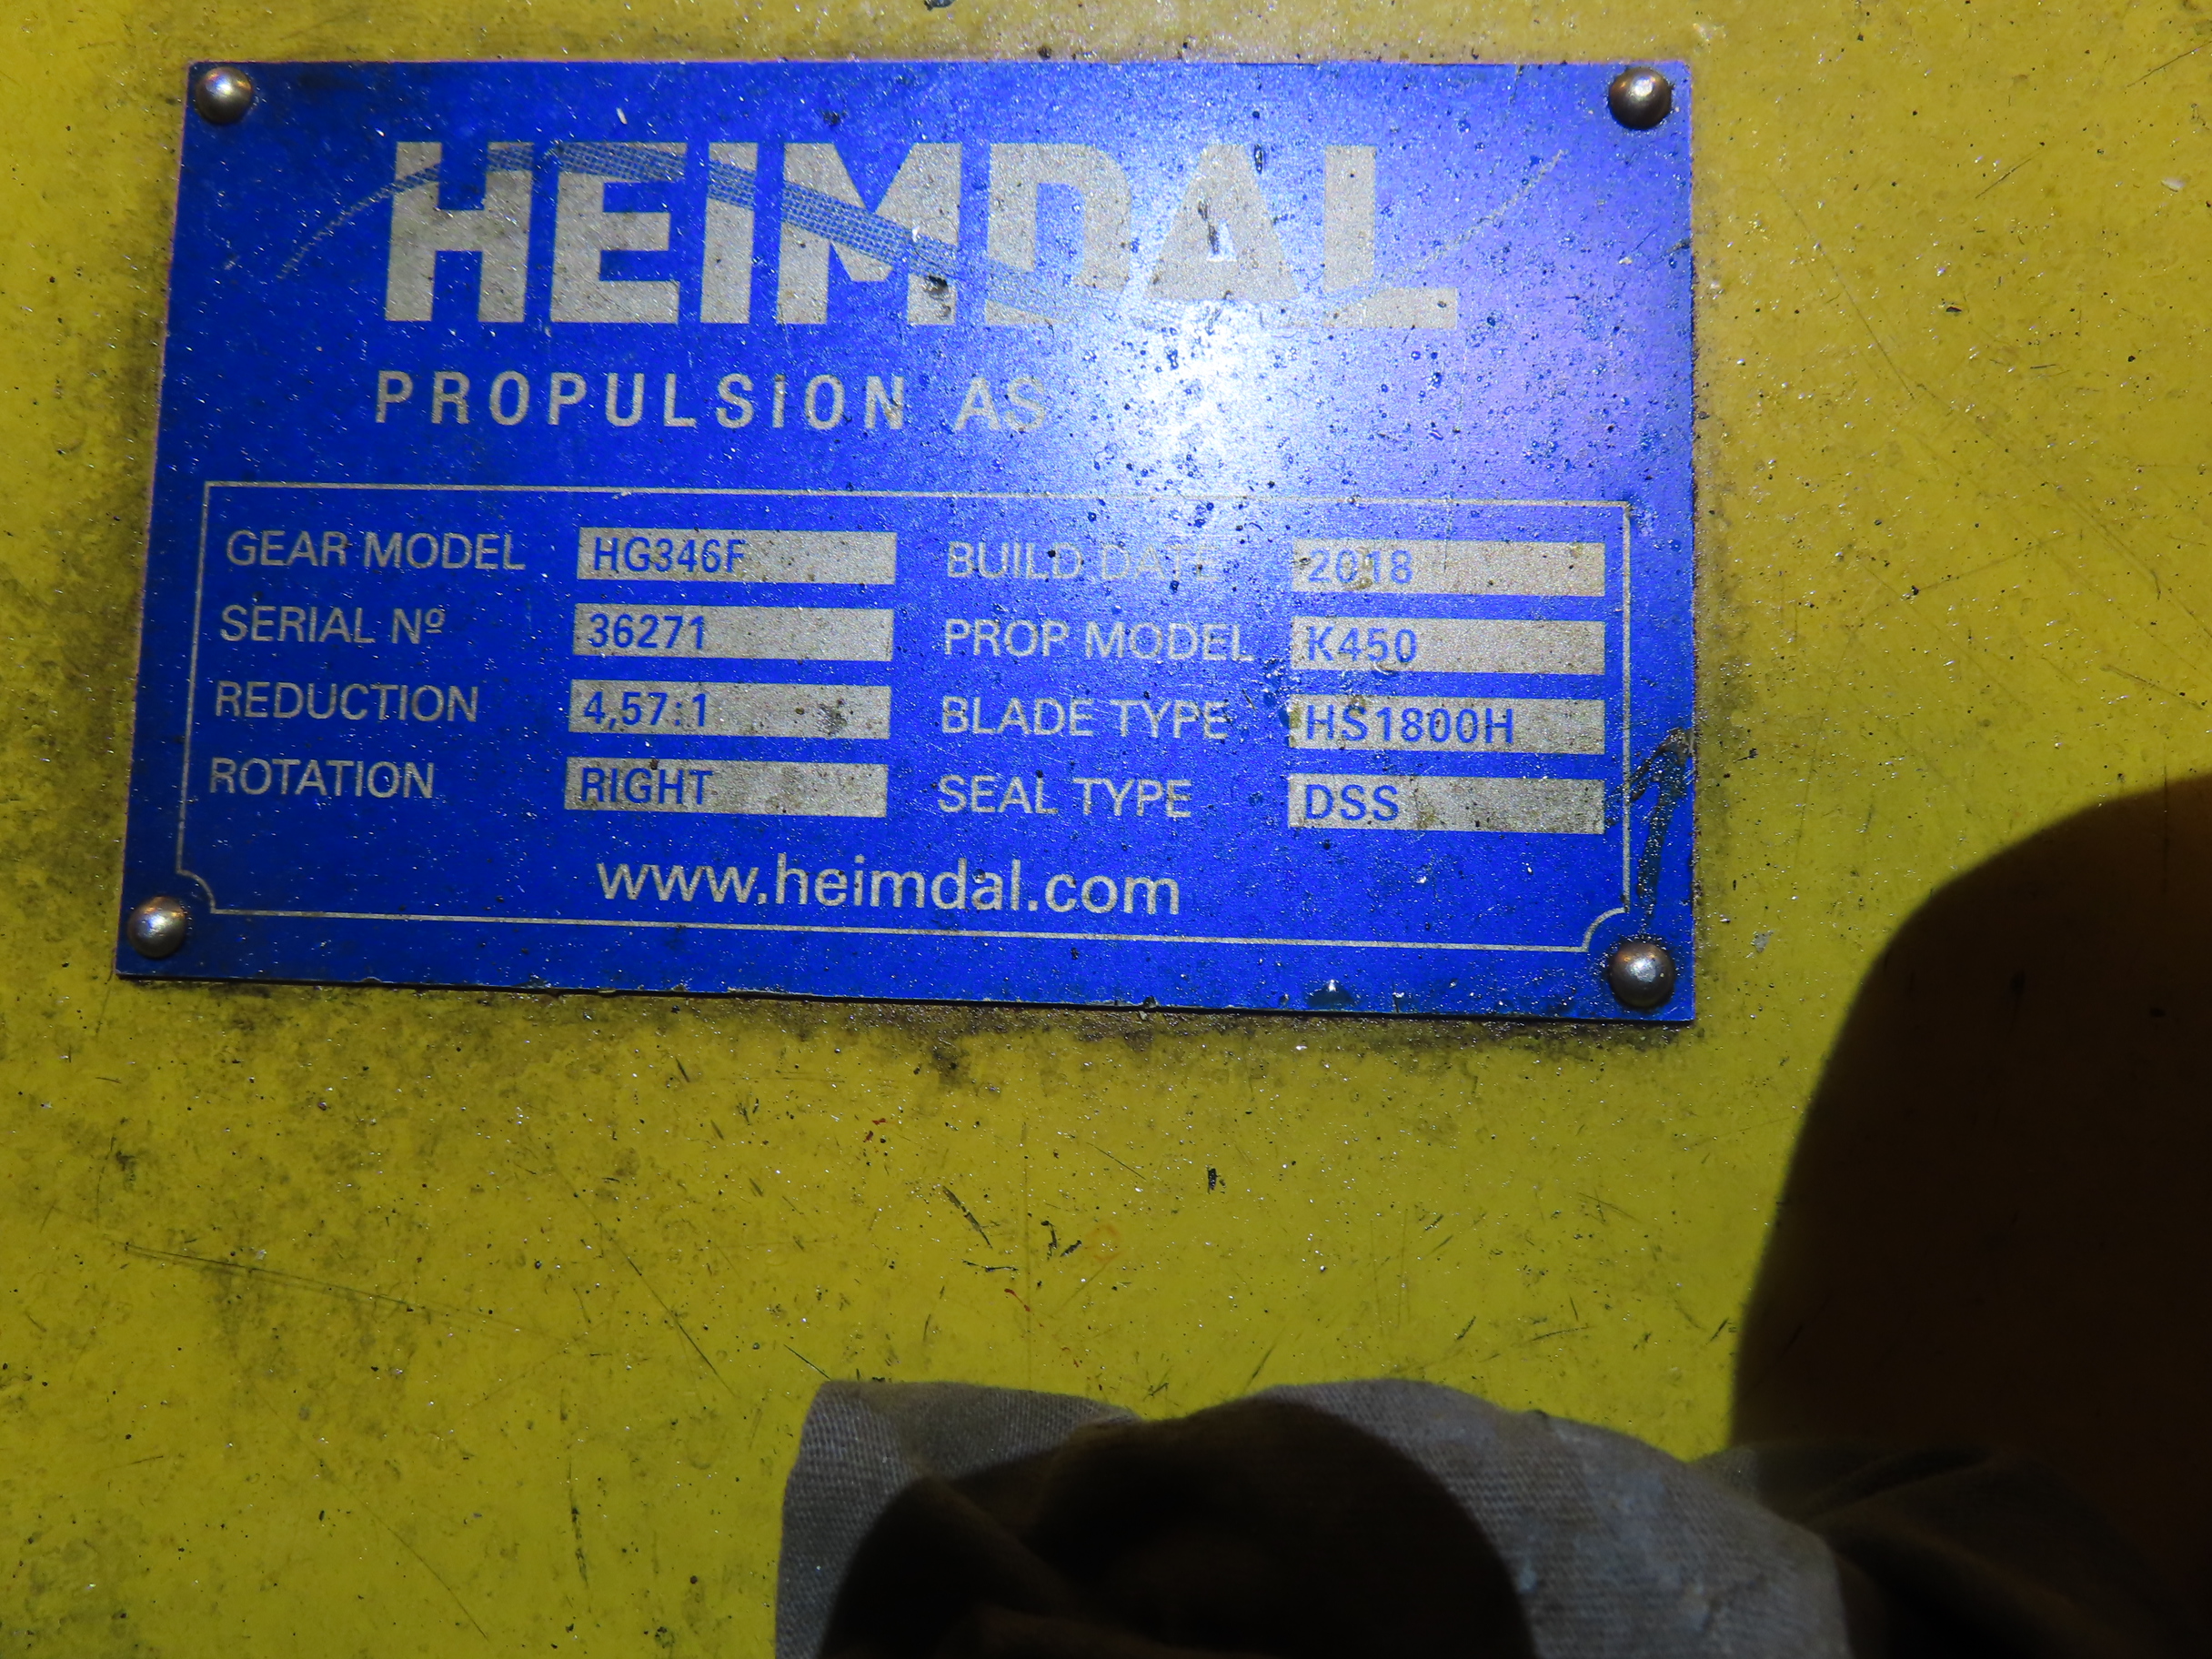 HEIMDAL
PROPULSION AS
GEAR MODEL HG346F BUILD DATE 2018
SERIAL Nº 36271 PROP MODEL K450
REDUCTION 4,57:1 BLADE TYPE HS1800H
ROTATION RIGHT SEAL TYPE DSS
www.heimdal.com